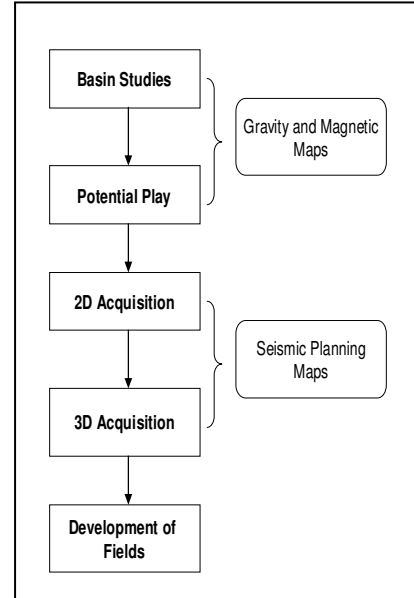 Basin Studies
Gravity and Magnetic
Maps
Potential Play
2D Acquisition
Seismic Planning
Maps
3D Acquisition
Development of
Fields